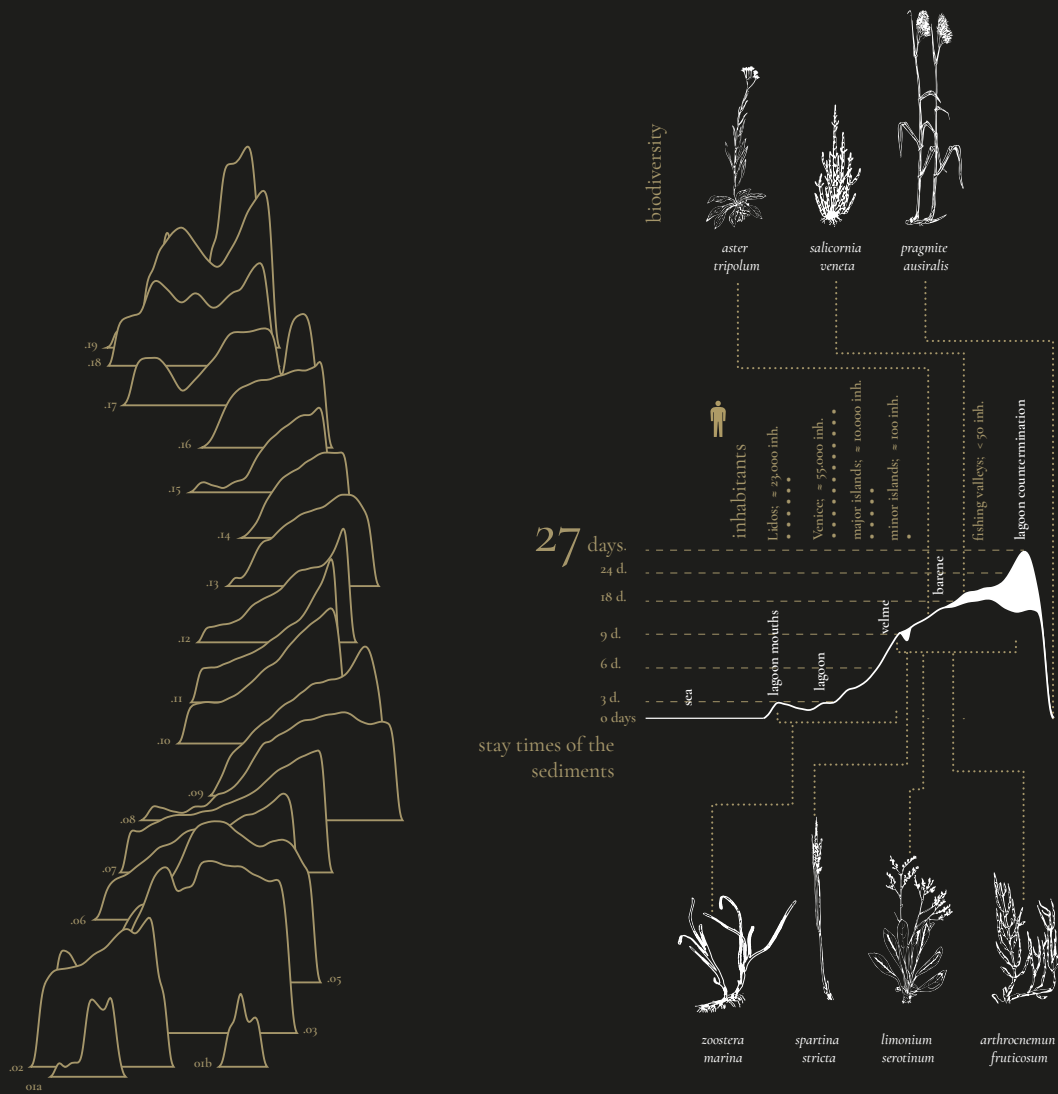 biodiversity
aster
tripolum
salicornia
veneta
pragmite
ausiralis
inhabitants
Lidos; ≈ 23.000 inh.
Venice; ≈ 55.000 inh.
major islands; ≈ 10.000 inh.
minor islands; ≈ 100 inh.
fishing valleys; < 50 inh.
lagoon countermination
barene
velme
lagoon
lagoon mouths
sea
27 days.
24 d.
18 d.
9 d.
6 d.
3 d.
0 days
stay times of the
sediments
zoostera
marina
spartina
stricta
limonium
serotinum
arthrocnemun
fruticosum
.19
.18
.17
.16
.15
.14
.13
.12
.11
.10
.09
.08
.07
.06
.05
.03
.02
01b
01a